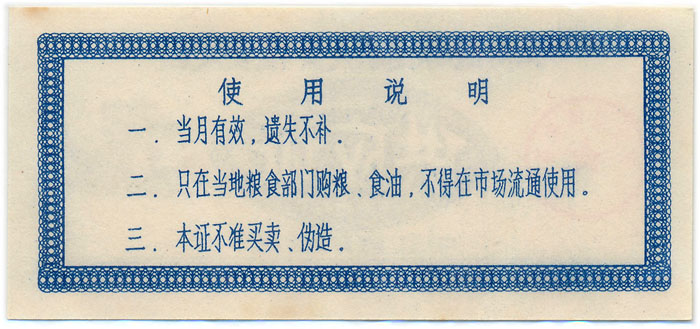 使用说明
一．当月有效，遗失不补．
二．只在当地粮食部门购粮、食油，不得在市场流通使用。
三．本证不准买卖、伪造．